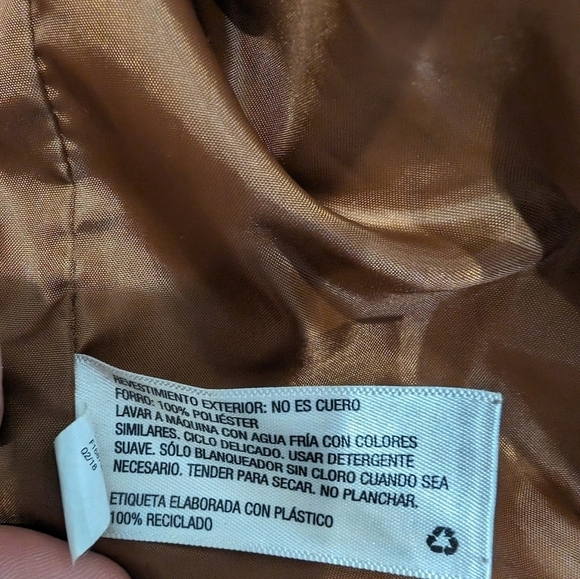 REVESTIMIENTO EXTERIOR: NO ES CUERO
FORRO: 100% POLIÉSTER
LAVAR A MÁQUINA CON AGUA FRÍA CON COLORES
SIMILARES. CICLO DELICADO. USAR DETERGENTE
SUAVE. SÓLO BLANQUEADOR SIN CLORO CUANDO SEA
NECESARIO. TENDER PARA SECAR. NO PLANCHAR.
ETIQUETA ELABORADA CON PLÁSTICO
100% RECICLADO
02/18